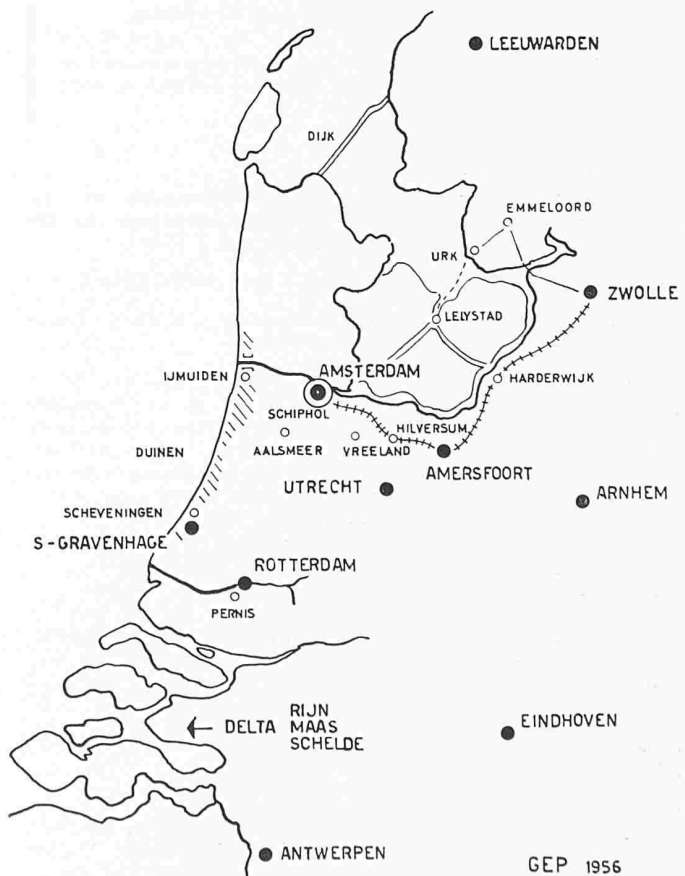 LEEUWARDEN
DIJK
EMMELOORD
URK
ZWOLLE
LELYSTAD
AMSTERDAM
IJMUIDEN
HARDERWIJK
SCHIPHOL
HILVERSUM
DUINEN
AALSMEER
VREELAND
AMERSFOORT
UTRECHT
ARNHEM
SCHEVENINGEN
S-GRAVENHAGE
ROTTERDAM
PERNIS
DELTA
RIJN
MAAS
SCHELDE
EINDHOVEN
ANTWERPEN
GEP 1956